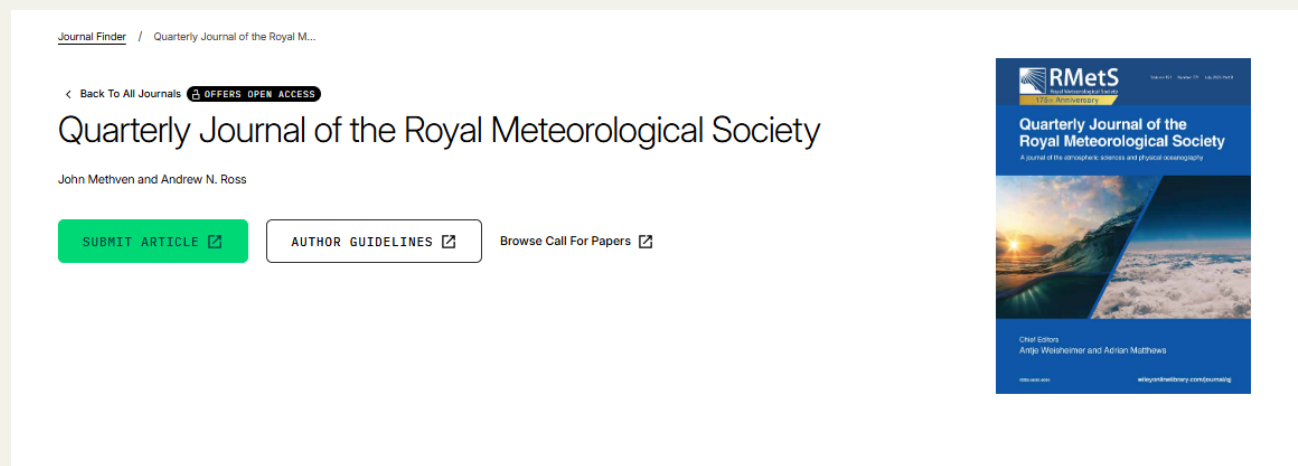 Journal Finder / Quarterly Journal of the Royal M...
Back To All Journals OFFERS OPEN ACCESS
Quarterly Journal of the Royal Meteorological Society
John Methven and Andrew N. Ross
SUBMIT ARTICLE
AUTHOR GUIDELINES
Browse Call For Papers
RMetS
Royal Meteorological Society
175th Anniversary
Quarterly Journal of the
Royal Meteorological Society
A journal of the atmospheric sciences and physical oceanography
Chief Editors
Antje Weisheimer and Adrian Matthews
wileyonlinelibrary.com/journal/qj